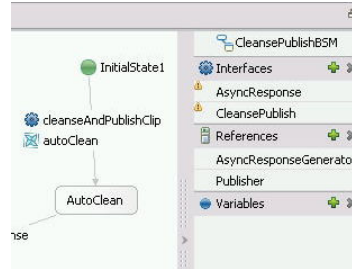 InitialState1
cleanseAndPublishClip
autoClean
AutoClean
nse
CleansePublishBSM
Interfaces
AsyncResponse
CleansePublish
References
AsyncResponseGenerato
Publisher
Variables